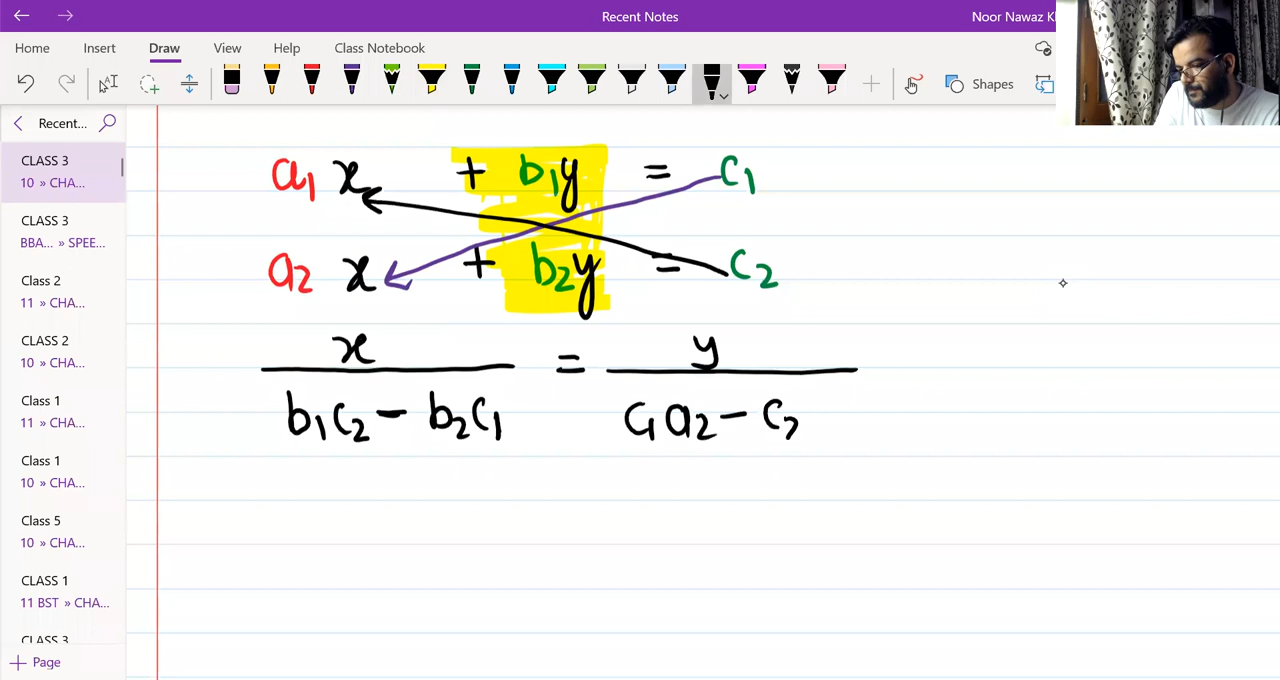 Recent Notes
Noor Nawaz Kl
Home Insert Draw View Help Class Notebook
Shapes
Recent...
CLASS 3
10 » CHA...
CLASS 3
BBA... » SPEE...
Class 2
11 » CHA...
CLASS 2
10 » CHA...
Class 1
11 » CHA...
Class 1
10 » CHA...
Class 5
10 » CHA...
CLASS 1
11 BST » CHA...
CLASS 3
+ Page
a₁ x + b₁y = c₁
a₂ x + b₂y = c₂
x = y
b₁c₂ − b₂c₁ c₁a₂ − c₂